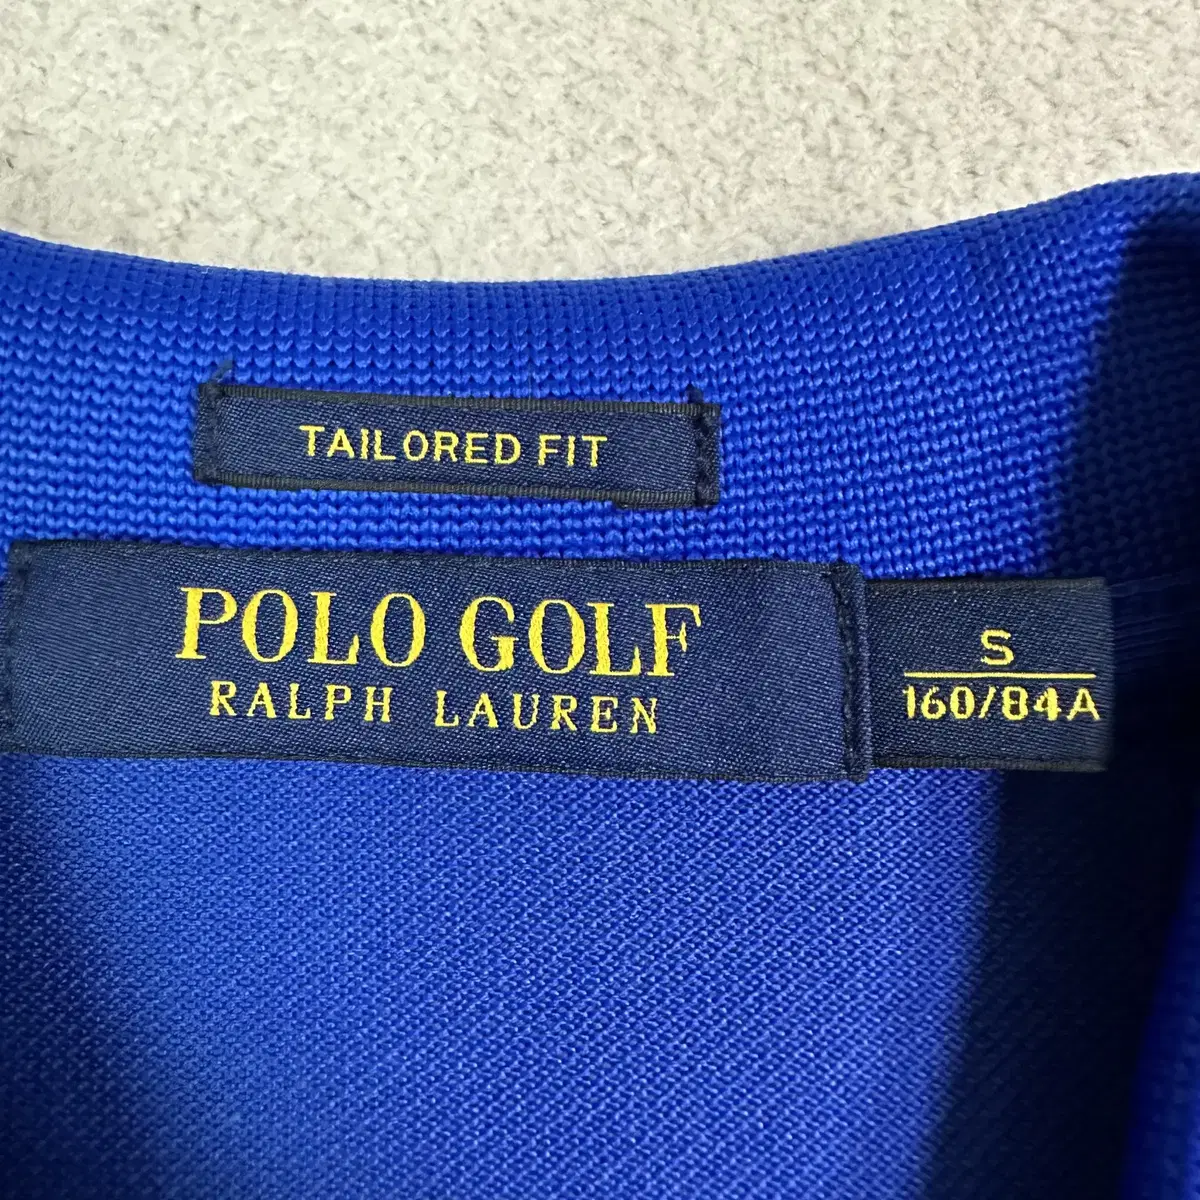 TAILORED FIT
POLO GOLF
RALPH LAUREN
S
160/84A